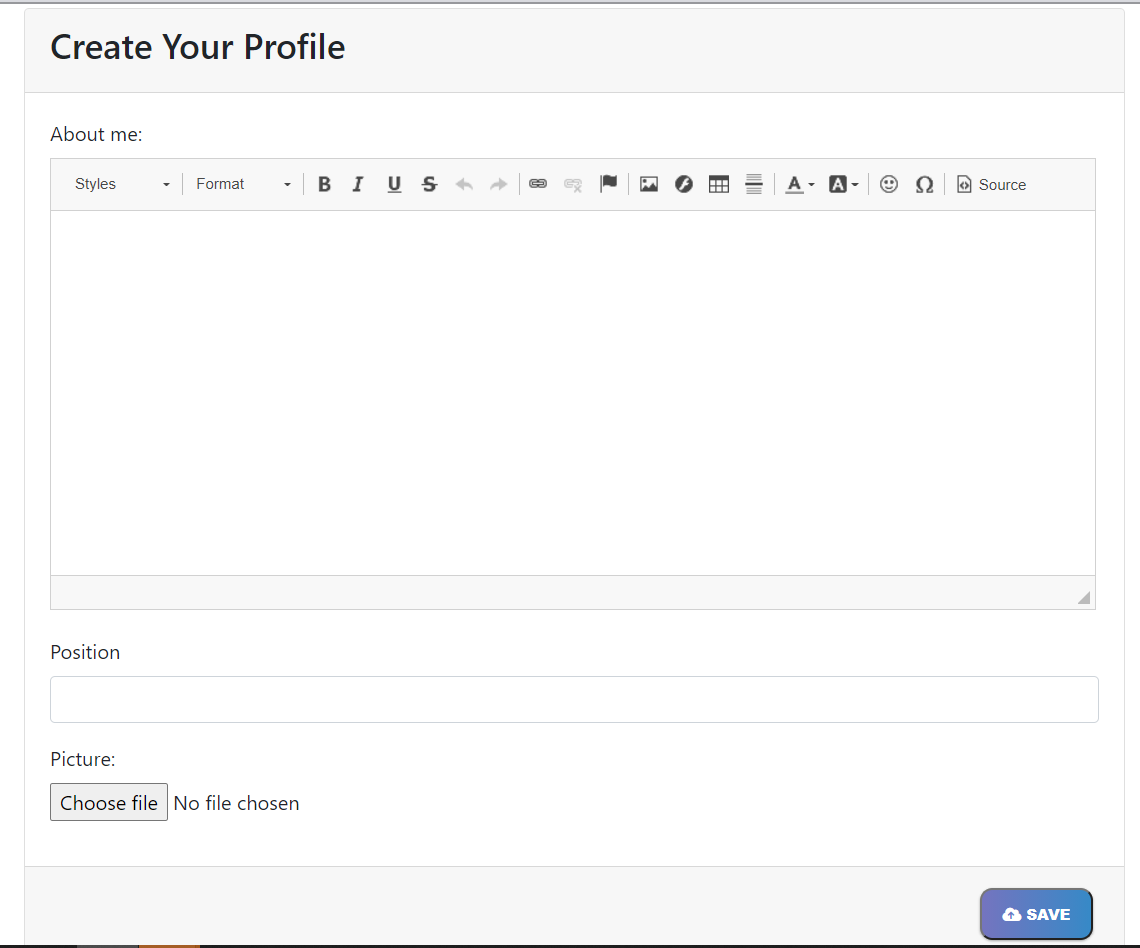 Create Your Profile
About me:
Styles Format B I U S A A Ω Source
Position
Picture:
Choose file No file chosen
SAVE